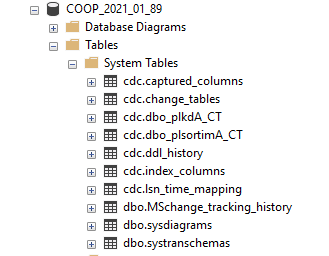 COOP_2021_01_89
Database Diagrams
Tables
System Tables
cdc.captured_columns
cdc.change_tables
cdc.dbo_plkdA_CT
cdc.dbo_plsortimA_CT
cdc.ddl_history
cdc.index_columns
cdc.lsn_time_mapping
dbo.MSchange_tracking_history
dbo.sysdiagrams
dbo.systranschemas